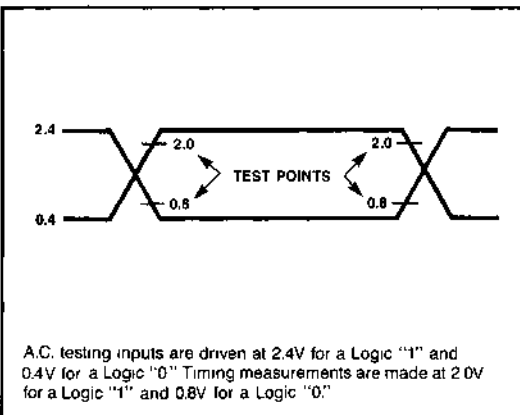 2.4
2.0
2.0
TEST POINTS
0.8
0.8
0.4
A.C. testing inputs are driven at 2.4V for a Logic "1" and
0.4V for a Logic "0" Timing measurements are made at 2 0V
for a Logic "1" and 0.8V for a Logic "0."